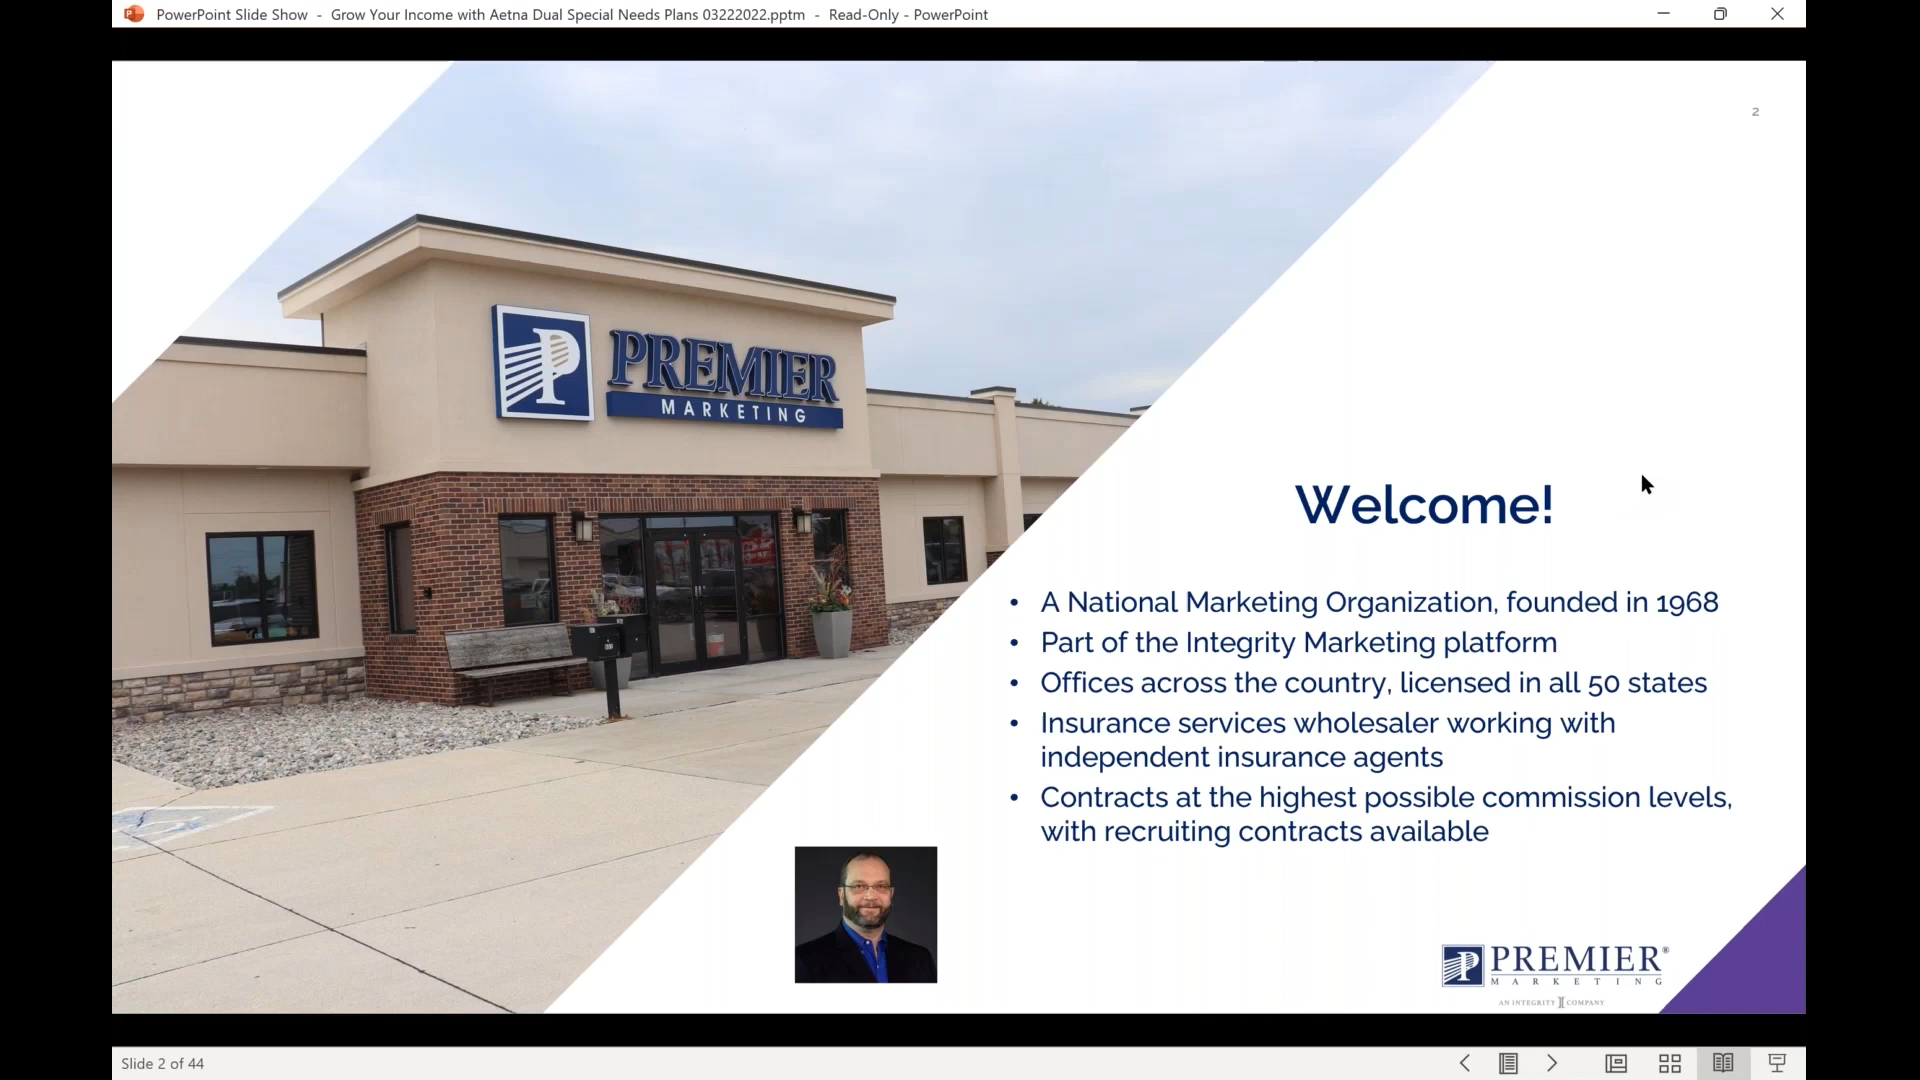 PowerPoint Slide Show - Grow Your Income with Aetna Dual Special Needs Plans 03222022.pptm - Read-Only - PowerPoint
2
PREMIER
MARKETING
Welcome!
• A National Marketing Organization, founded in 1968
• Part of the Integrity Marketing platform
• Offices across the country, licensed in all 50 states
• Insurance services wholesaler working with
independent insurance agents
• Contracts at the highest possible commission levels,
with recruiting contracts available
PREMIER®
MARKETING
AN INTEGRITY COMPANY
Slide 2 of 44